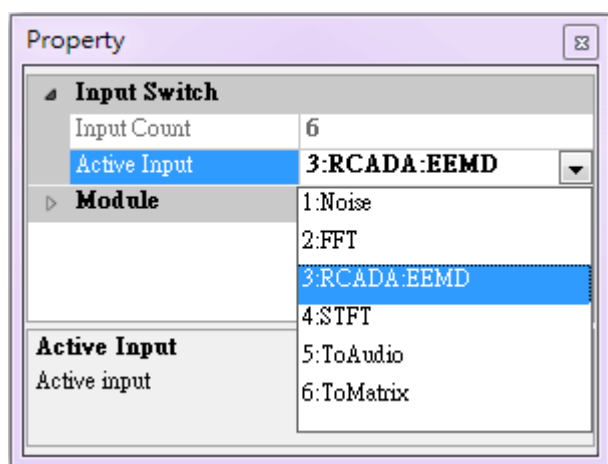 Property
Input Switch
Input Count 6
Active Input 3:RCADA:EEMD
Module
1:Noise
2:FFT
3:RCADA:EEMD
4:STFT
5:ToAudio
6:ToMatrix
Active Input
Active input